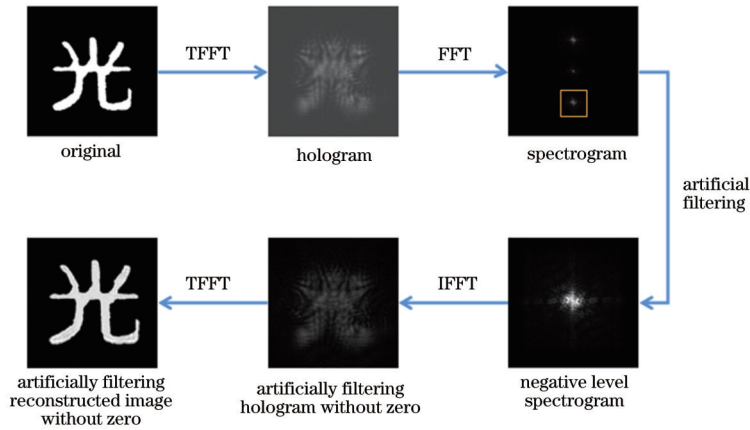 光
TFFT
FFT
original
hologram
spectrogram
artificial
filtering
光
TFFT
IFFT
artificially filtering
reconstructed image
without zero
artificially filtering
hologram without zero
negative level
spectrogram